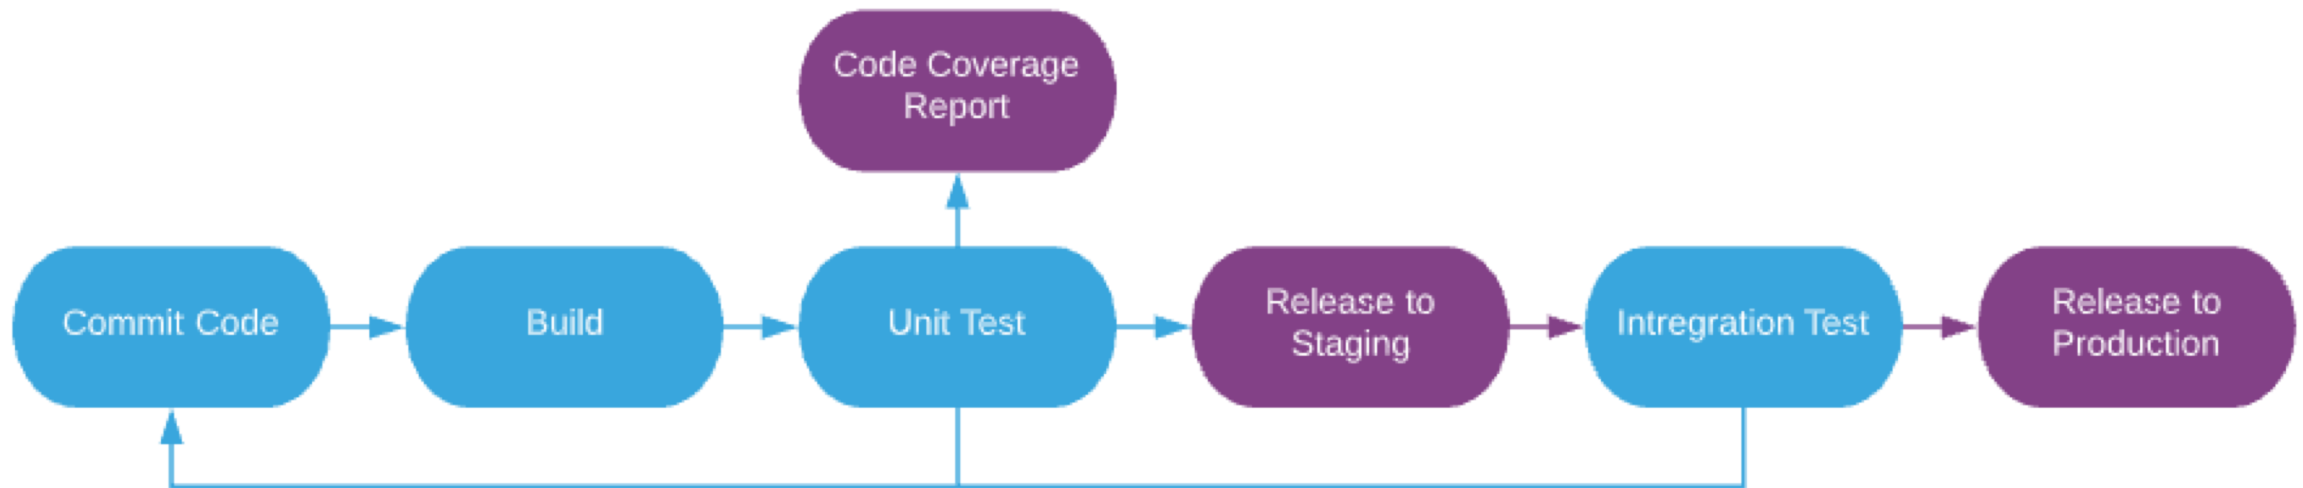 Code Coverage
Report
Commit Code
Build
Unit Test
Release to
Staging
Intregration Test
Release to
Production